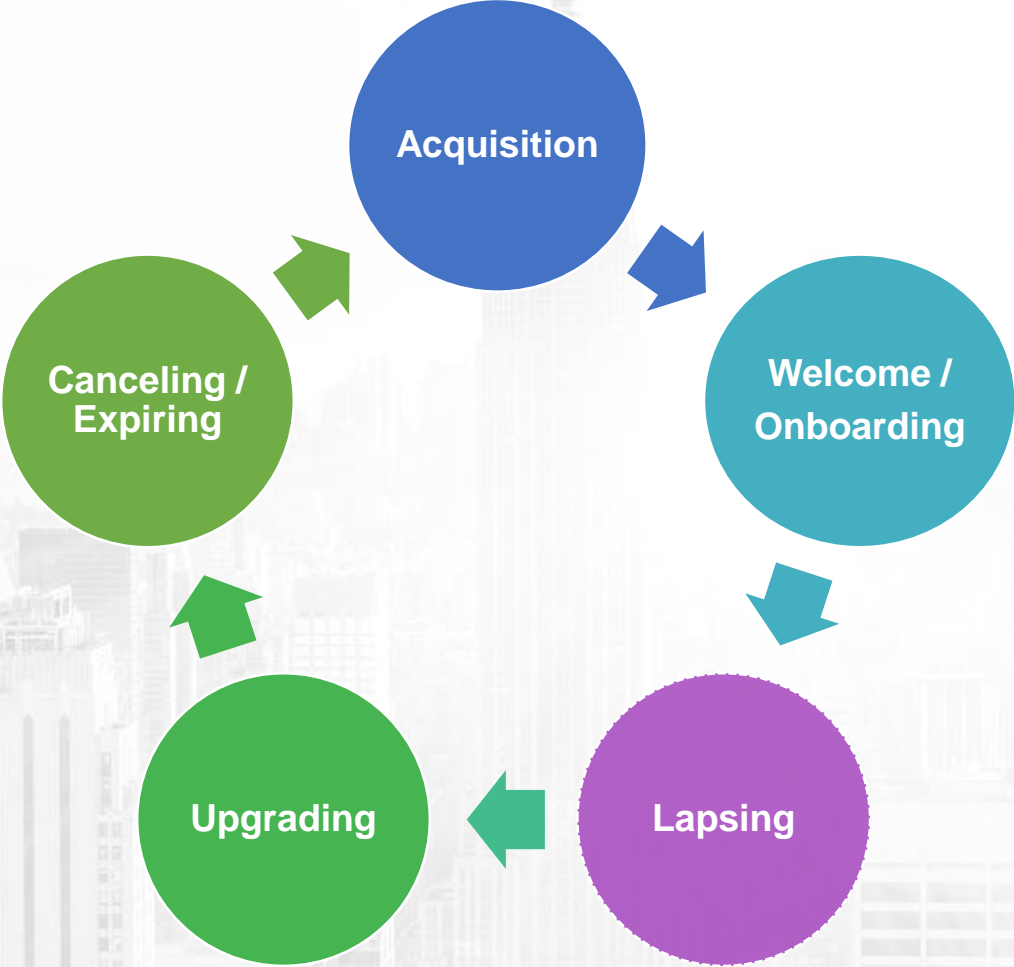 Acquisition
Welcome /
Onboarding
Lapsing
Upgrading
Canceling /
Expiring